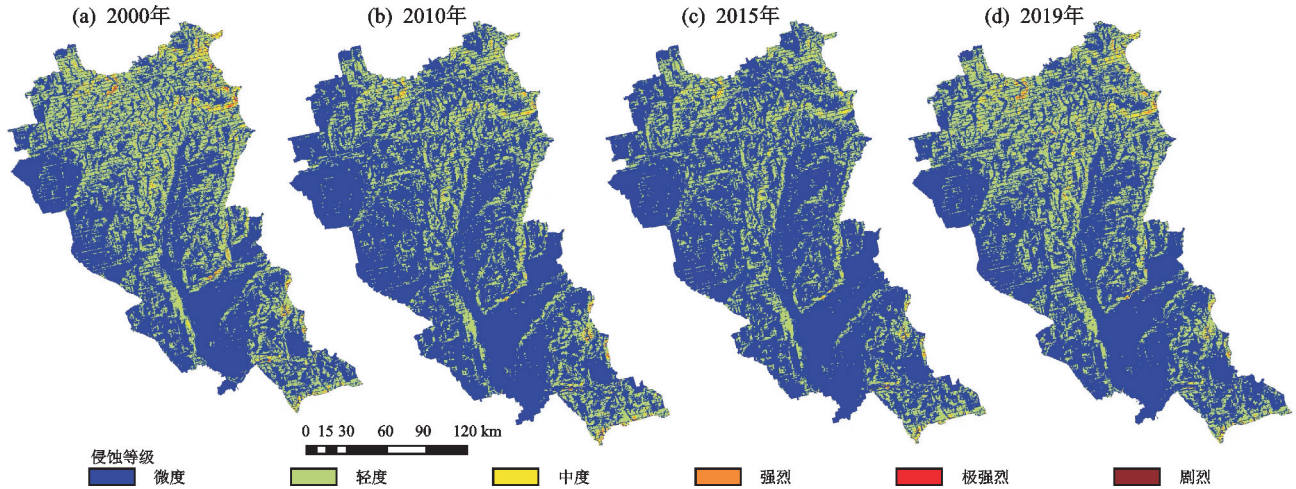 (a) 2000年
(b) 2010年
(c) 2015年
(d) 2019年
0 15 30 60 90 120 km
侵蚀等级
微度 轻度 中度 强烈 极强烈 剧烈